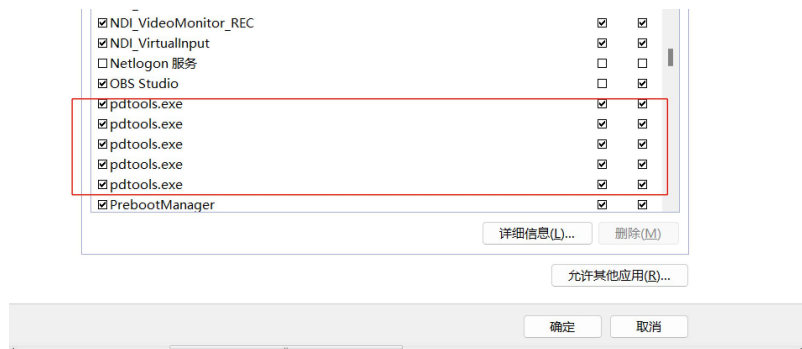 NDI_VideoMonitor_REC
NDI_VirtualInput
Netlogon 服务
OBS Studio
pdtools.exe
pdtools.exe
pdtools.exe
pdtools.exe
pdtools.exe
PrebootManager
详细信息(L)... 删除(M)
允许其他应用(R)...
确定 取消